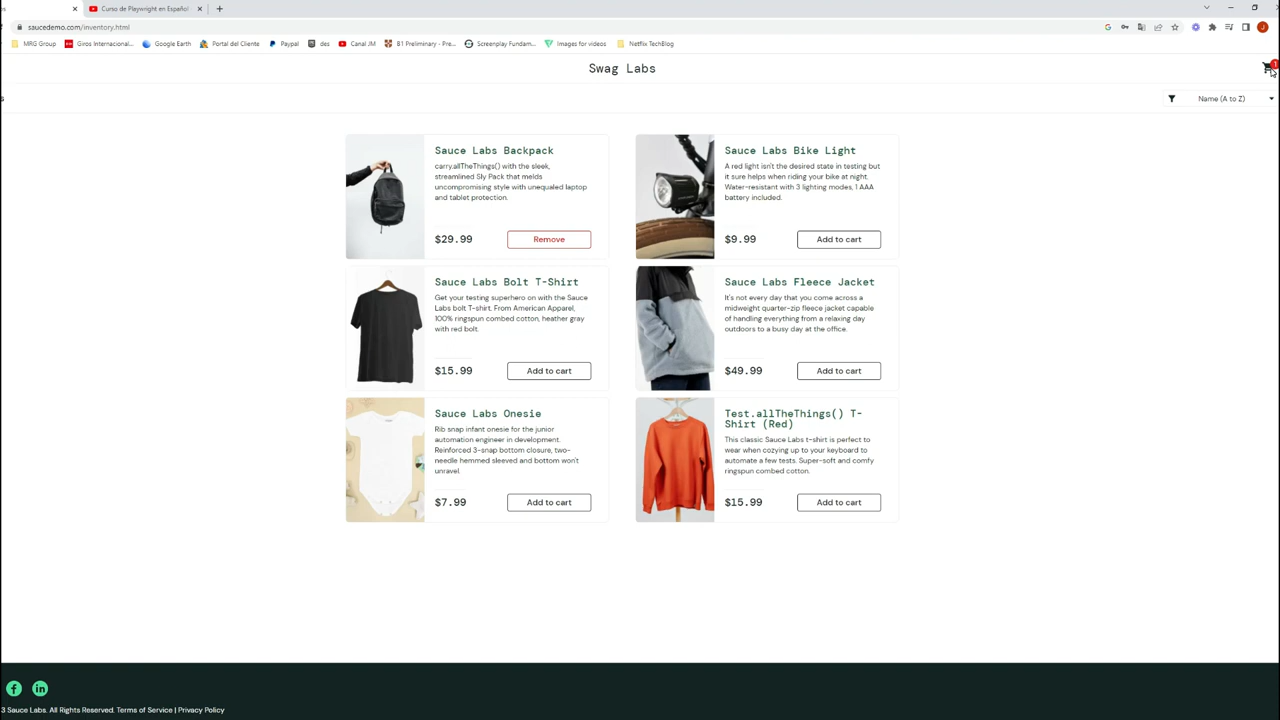 Curso de Playwright en Español
saucedemo.com/inventory.html
MRG Group
Giros Internacional...
Google Earth
Portal del Cliente
Paypal
des
Canal JM
B1 Preliminary - Pre...
Screenplay Fundam...
Images for videos
Netflix TechBlog
Swag Labs
1
Name (A to Z)
Sauce Labs Backpack
carry.allTheThings() with the sleek,
streamlined Sly Pack that melds
uncompromising style with unequaled laptop
and tablet protection.
$29.99
Remove
Sauce Labs Bike Light
A red light isn't the desired state in testing but
it sure helps when riding your bike at night.
Water-resistant with 3 lighting modes, 1 AAA
battery included.
$9.99
Add to cart
Sauce Labs Bolt T-Shirt
Get your testing superhero on with the Sauce
Labs bolt T-shirt. From American Apparel,
100% ringspun combed cotton, heather gray
with red bolt.
$15.99
Add to cart
Sauce Labs Fleece Jacket
It's not every day that you come across a
midweight quarter-zip fleece jacket capable
of handling everything from a relaxing day
outdoors to a busy day at the office.
$49.99
Add to cart
Sauce Labs Onesie
Rib snap infant onesie for the junior
automation engineer in development.
Reinforced 3-snap bottom closure, two-
needle hemmed sleeved and bottom won't
unravel.
$7.99
Add to cart
Test.allTheThings() T-
Shirt (Red)
This classic Sauce Labs t-shirt is perfect to
wear when cozying up to your keyboard to
automate a few tests. Super-soft and comfy
ringspun combed cotton.
$15.99
Add to cart
3 Sauce Labs. All Rights Reserved. Terms of Service | Privacy Policy